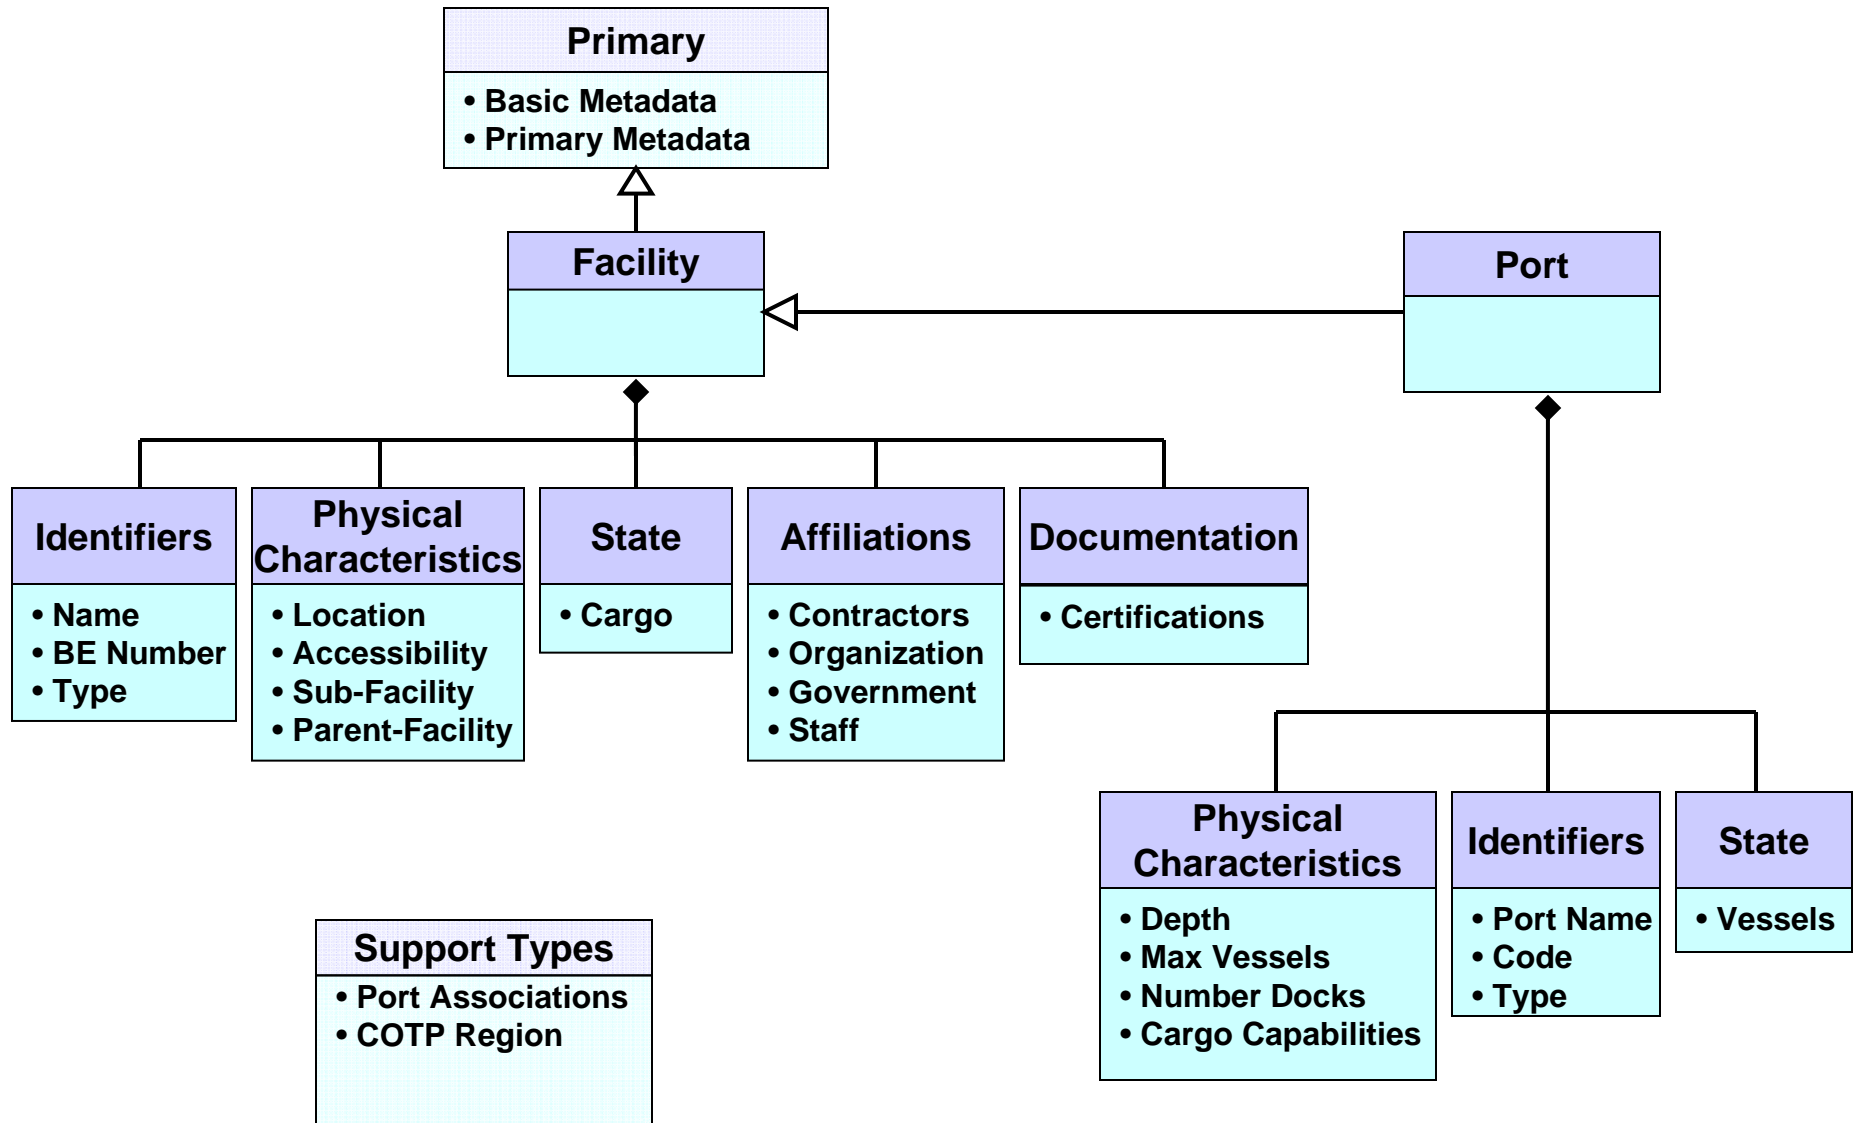 Primary
• Basic Metadata
• Primary Metadata
Facility
Port
Identifiers
• Name
• BE Number
• Type
Physical
Characteristics
• Location
• Accessibility
• Sub-Facility
• Parent-Facility
State
• Cargo
Affiliations
• Contractors
• Organization
• Government
• Staff
Documentation
• Certifications
Physical
Characteristics
• Depth
• Max Vessels
• Number Docks
• Cargo Capabilities
Identifiers
• Port Name
• Code
• Type
State
• Vessels
Support Types
• Port Associations
• COTP Region